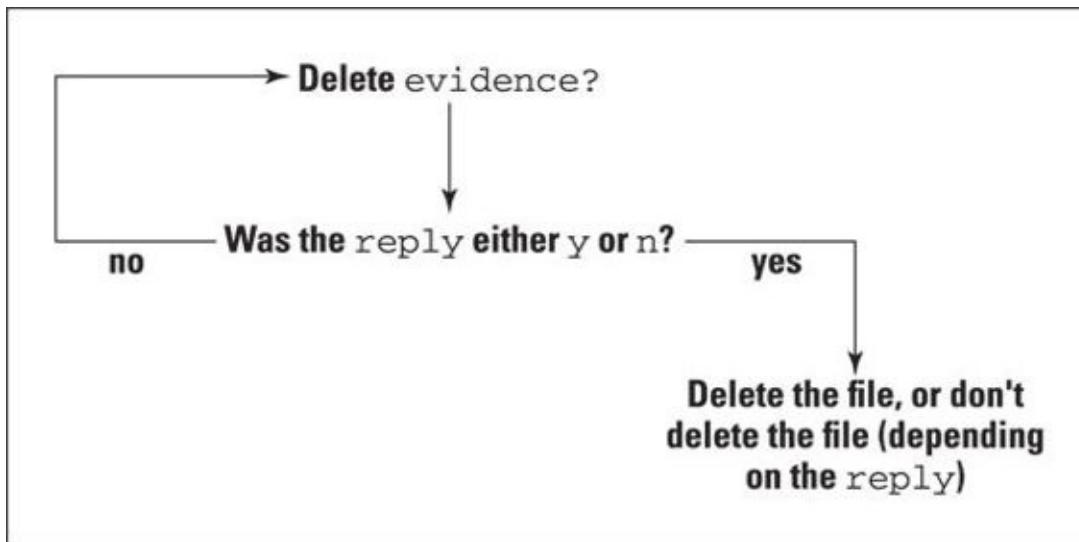 Delete evidence?
Was the reply either y or n?
no
yes
Delete the file, or don't
delete the file (depending
on the reply)